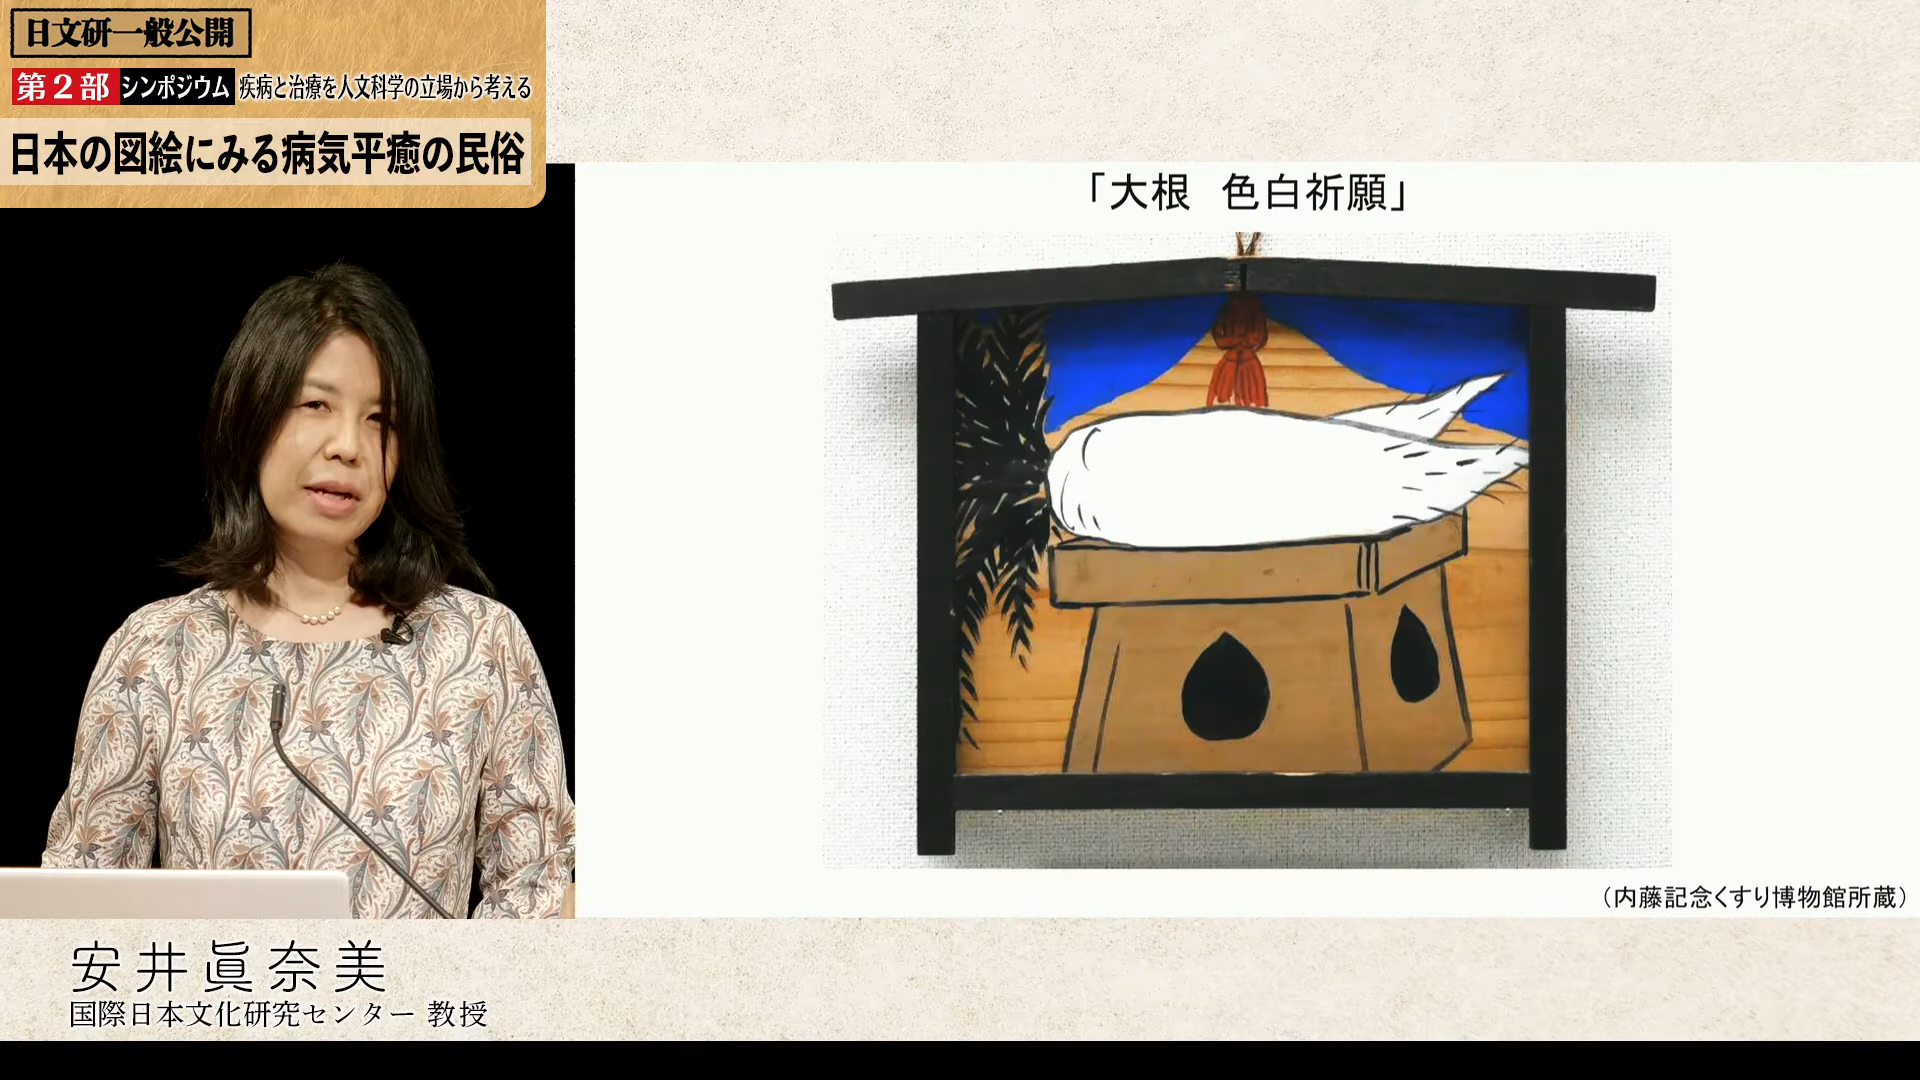 日文研一般公開
第２部 シンポジウム 疾病と治療を人文科学の立場から考える
日本の図絵にみる病気平癒の民俗
「大根　色白祈願」
（内藤記念くすり博物館所蔵）
安井眞奈美
国際日本文化研究センター 教授